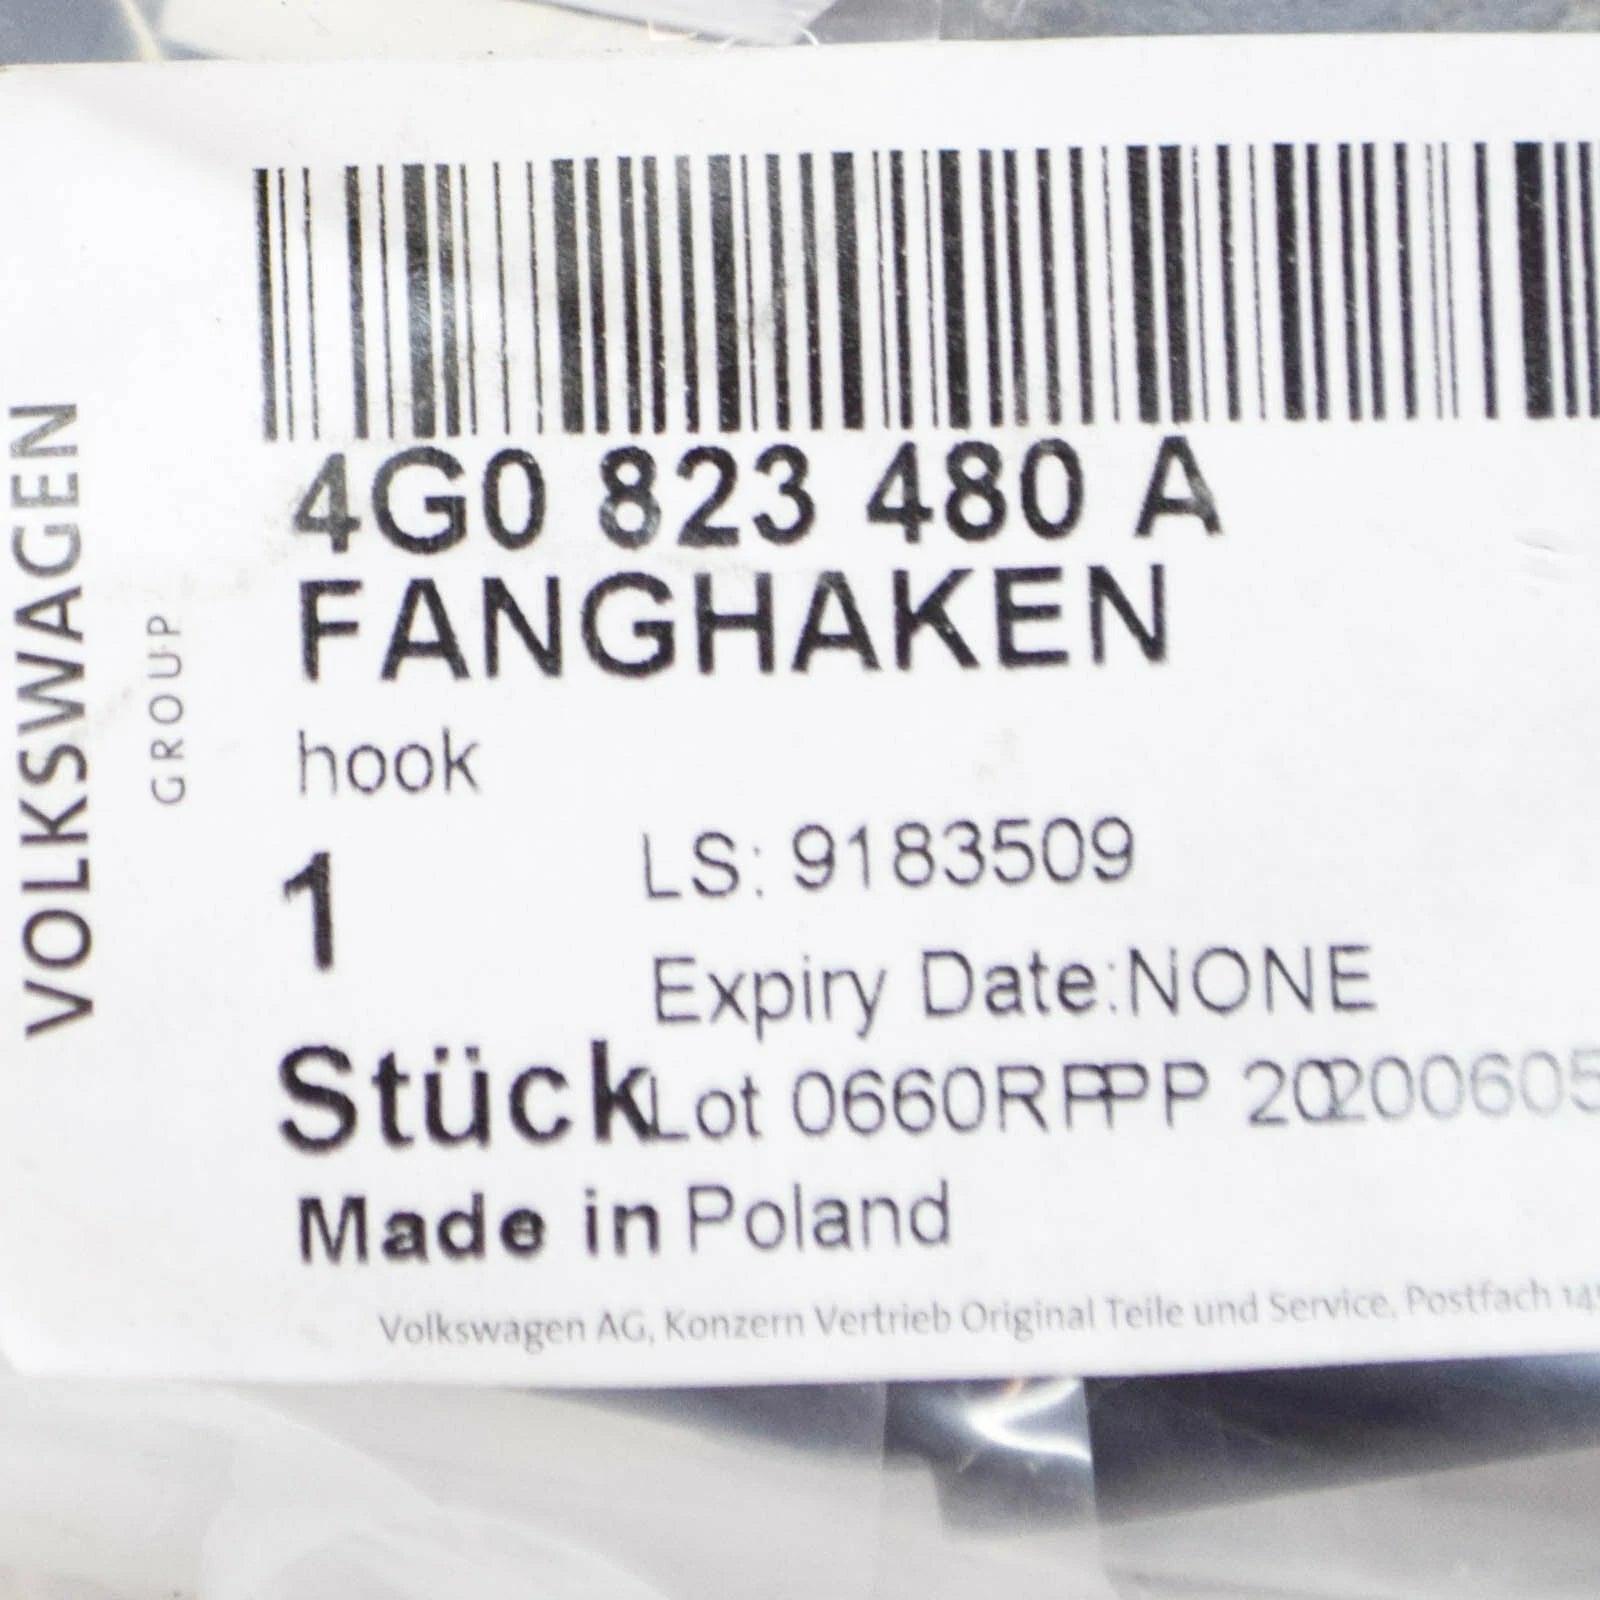 VOLKSWAGEN
GROUP
4G0 823 480 A
FANGHAKEN
hook
1
LS: 9183509
Expiry Date:NONE
Stück Lot 0660RPPP 20200605
Made in Poland
Volkswagen AG, Konzern Vertrieb Original Teile und Service, Postfach